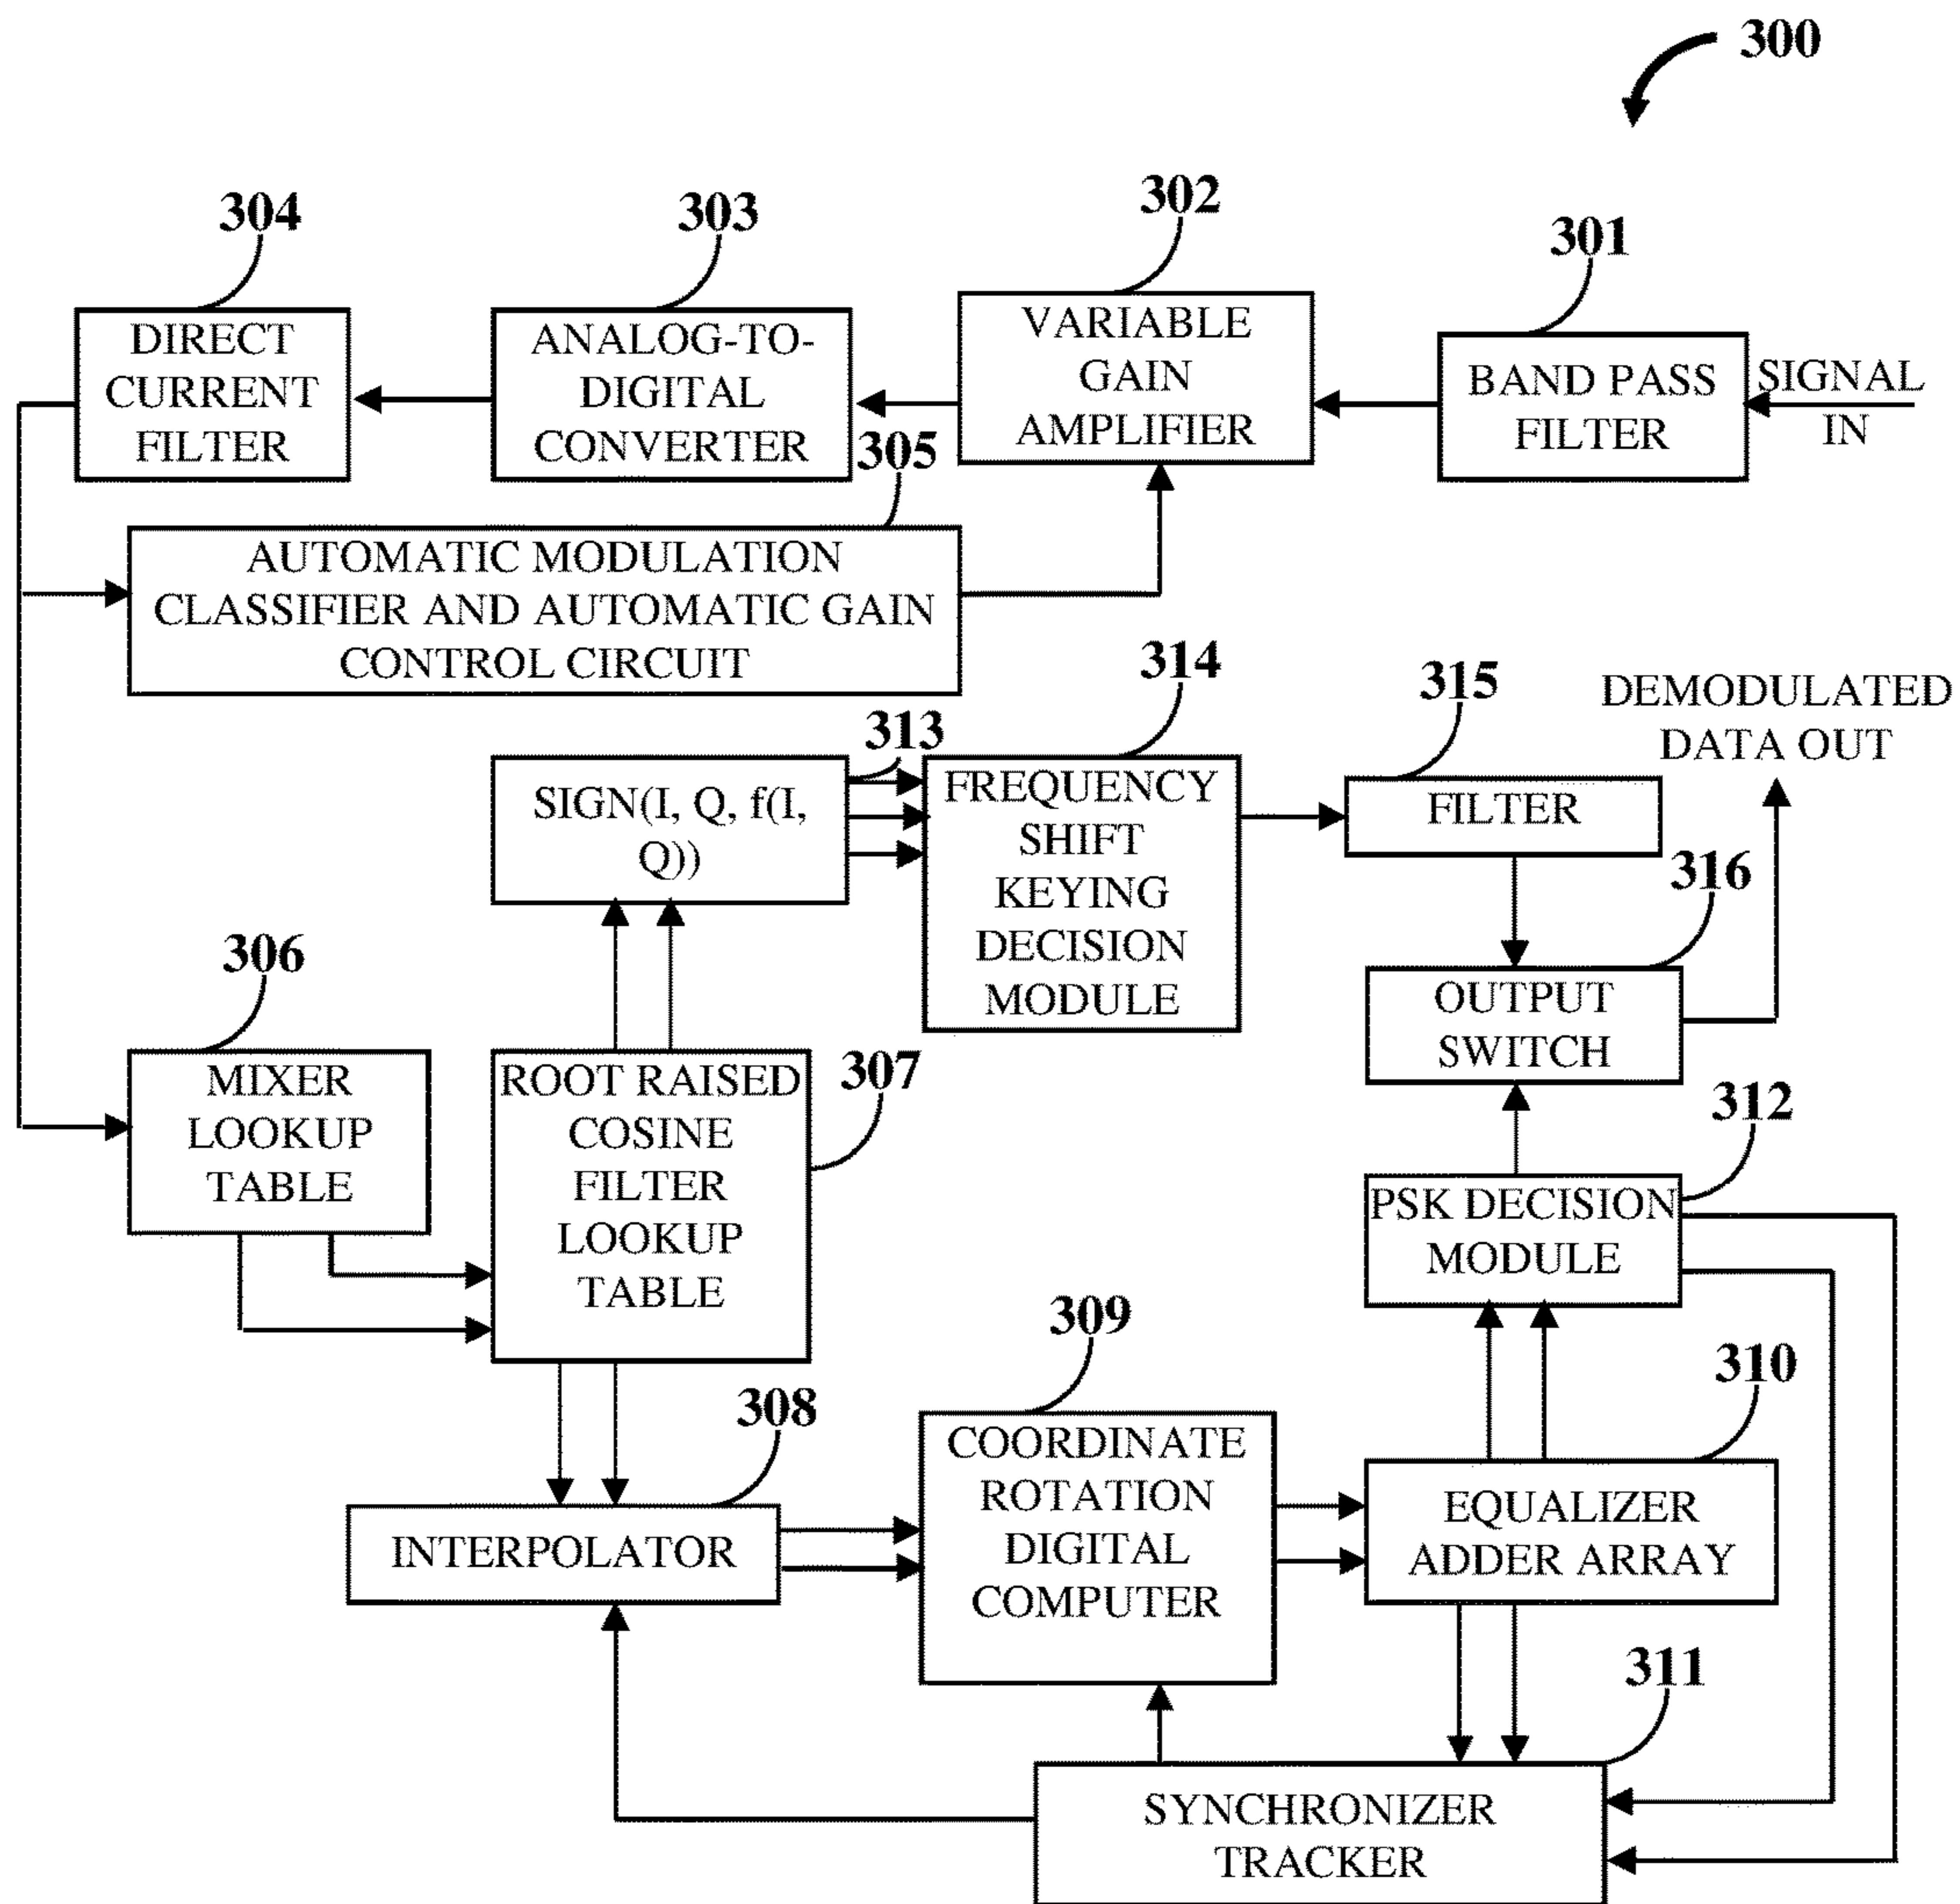 300
304
303
302
301
DIRECT
CURRENT
FILTER
ANALOG-TO-
DIGITAL
CONVERTER
VARIABLE
GAIN
AMPLIFIER
BAND PASS
FILTER
SIGNAL
IN
305
AUTOMATIC MODULATION
CLASSIFIER AND AUTOMATIC GAIN
CONTROL CIRCUIT
313
314
315
DEMODULATED
DATA OUT
SIGN(I, Q, f(I,
Q))
FREQUENCY
SHIFT
KEYING
DECISION
MODULE
FILTER
316
OUTPUT
SWITCH
306
MIXER
LOOKUP
TABLE
307
ROOT RAISED
COSINE
FILTER
LOOKUP
TABLE
312
PSK DECISION
MODULE
308
INTERPOLATOR
309
COORDINATE
ROTATION
DIGITAL
COMPUTER
310
EQUALIZER
ADDER ARRAY
311
SYNCHRONIZER
TRACKER